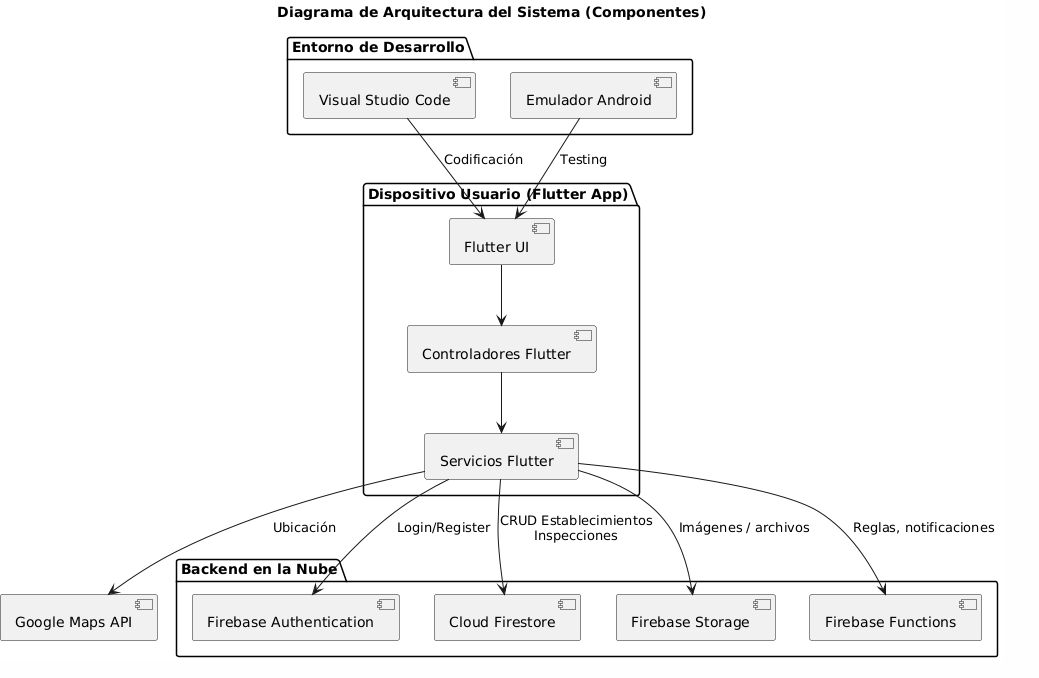 Diagrama de Arquitectura del Sistema (Componentes)
Entorno de Desarrollo
Visual Studio Code
Emulador Android
Codificación
Testing
Dispositivo Usuario (Flutter App)
Flutter UI
Controladores Flutter
Servicios Flutter
Ubicación
Login/Register
CRUD Establecimientos
Inspecciones
Imágenes / archivos
Reglas, notificaciones
Backend en la Nube
Google Maps API
Firebase Authentication
Cloud Firestore
Firebase Storage
Firebase Functions